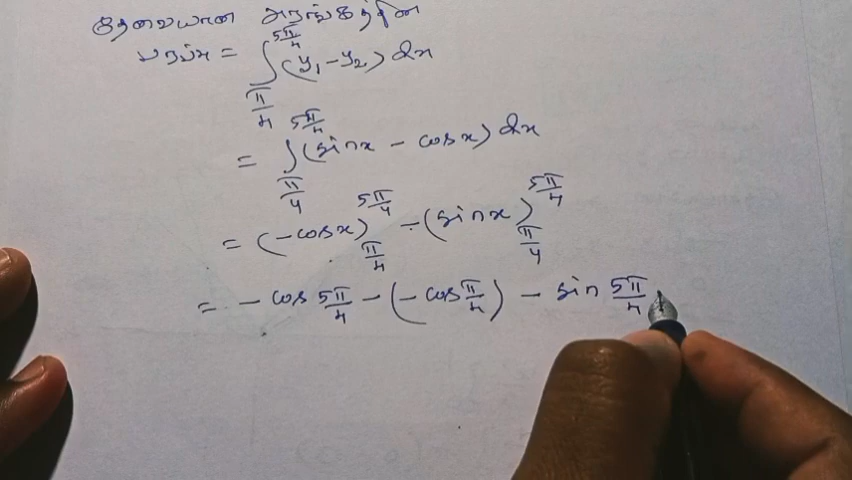 தேவையான அரங்கத்தின்
பரப்பு = ∫_{π/4}^{5π/4} (y₁ - y₂) dx
= ∫_{π/4}^{5π/4} (sin x - cos x) dx
= (-cos x)_{π/4}^{5π/4} - (sin x)_{π/4}^{5π/4}
= - cos 5π/4 - (- cos π/4) - sin 5π/4